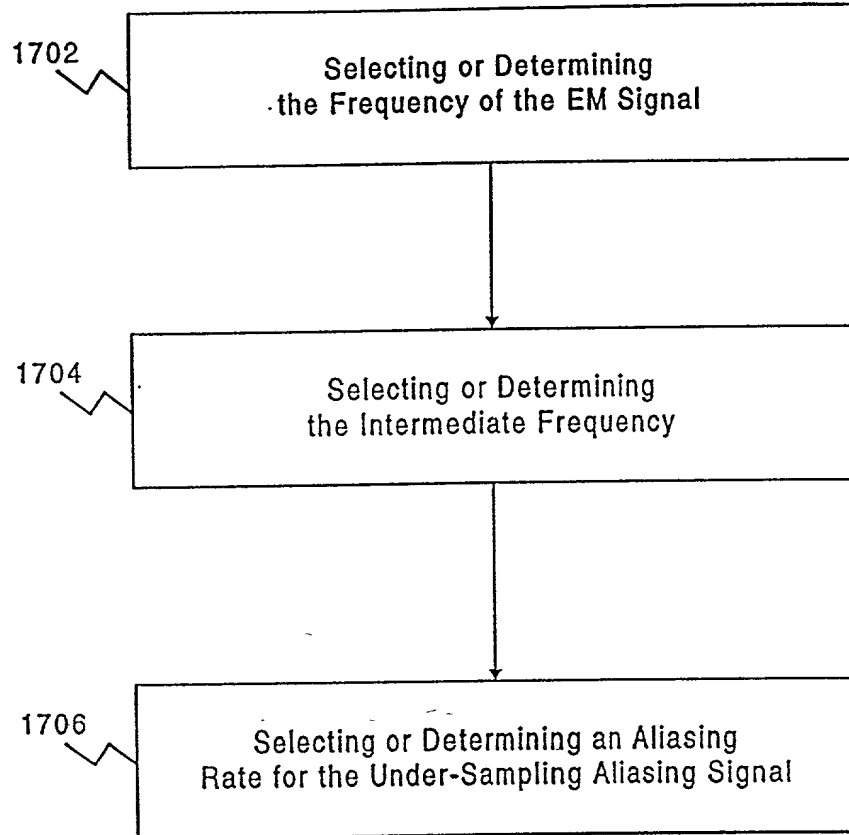 1702
Selecting or Determining
the Frequency of the EM Signal
1704
Selecting or Determining
the Intermediate Frequency
1706
Selecting or Determining an Aliasing
Rate for the Under-Sampling Aliasing Signal